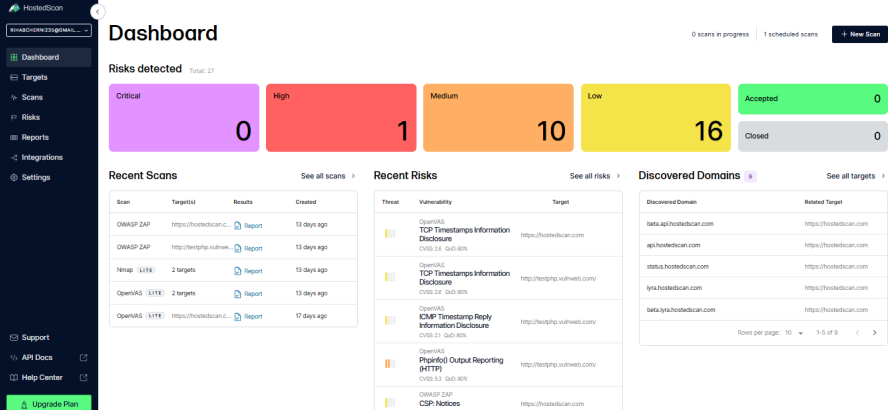 HostedScan
RIHABCHERNI235@GMAIL....
Dashboard
Targets
Scans
Risks
Reports
Integrations
Settings
Support
API Docs
Help Center
Upgrade Plan
Dashboard
0 scans in progress
1 scheduled scans
+ New Scan
Risks detected Total: 27
Critical
0
High
1
Medium
10
Low
16
Accepted 0
Closed 0
Recent Scans
See all scans
Scan Target(s) Results Created
OWASP ZAP https://hostedscan.c... Report 13 days ago
OWASP ZAP http://testphp.vulnwe... Report 13 days ago
Nmap LITE 2 targets Report 13 days ago
OpenVAS LITE 2 targets Report 13 days ago
OpenVAS LITE https://hostedscan.c... Report 17 days ago
Recent Risks
See all risks
Threat Vulnerability Target
OpenVAS
TCP Timestamps Information
Disclosure
CVSS: 2.6 QoD: 80%
https://hostedscan.com
OpenVAS
TCP Timestamps Information
Disclosure
CVSS: 2.6 QoD: 80%
http://testphp.vulnweb.com/
OpenVAS
ICMP Timestamp Reply
Information Disclosure
CVSS: 2.1 QoD: 80%
http://testphp.vulnweb.com/
OpenVAS
Phpinfo() Output Reporting
(HTTP)
CVSS: 5.3 QoD: 80%
http://testphp.vulnweb.com/
OWASP ZAP
CSP: Notices
https://hostedscan.com
Discovered Domains 9
See all targets
Discovered Domain Related Target
beta.api.hostedscan.com https://hostedscan.com
api.hostedscan.com https://hostedscan.com
status.hostedscan.com https://hostedscan.com
lyra.hostedscan.com https://hostedscan.com
beta.lyra.hostedscan.com https://hostedscan.com
Rows per page: 10 1-5 of 9